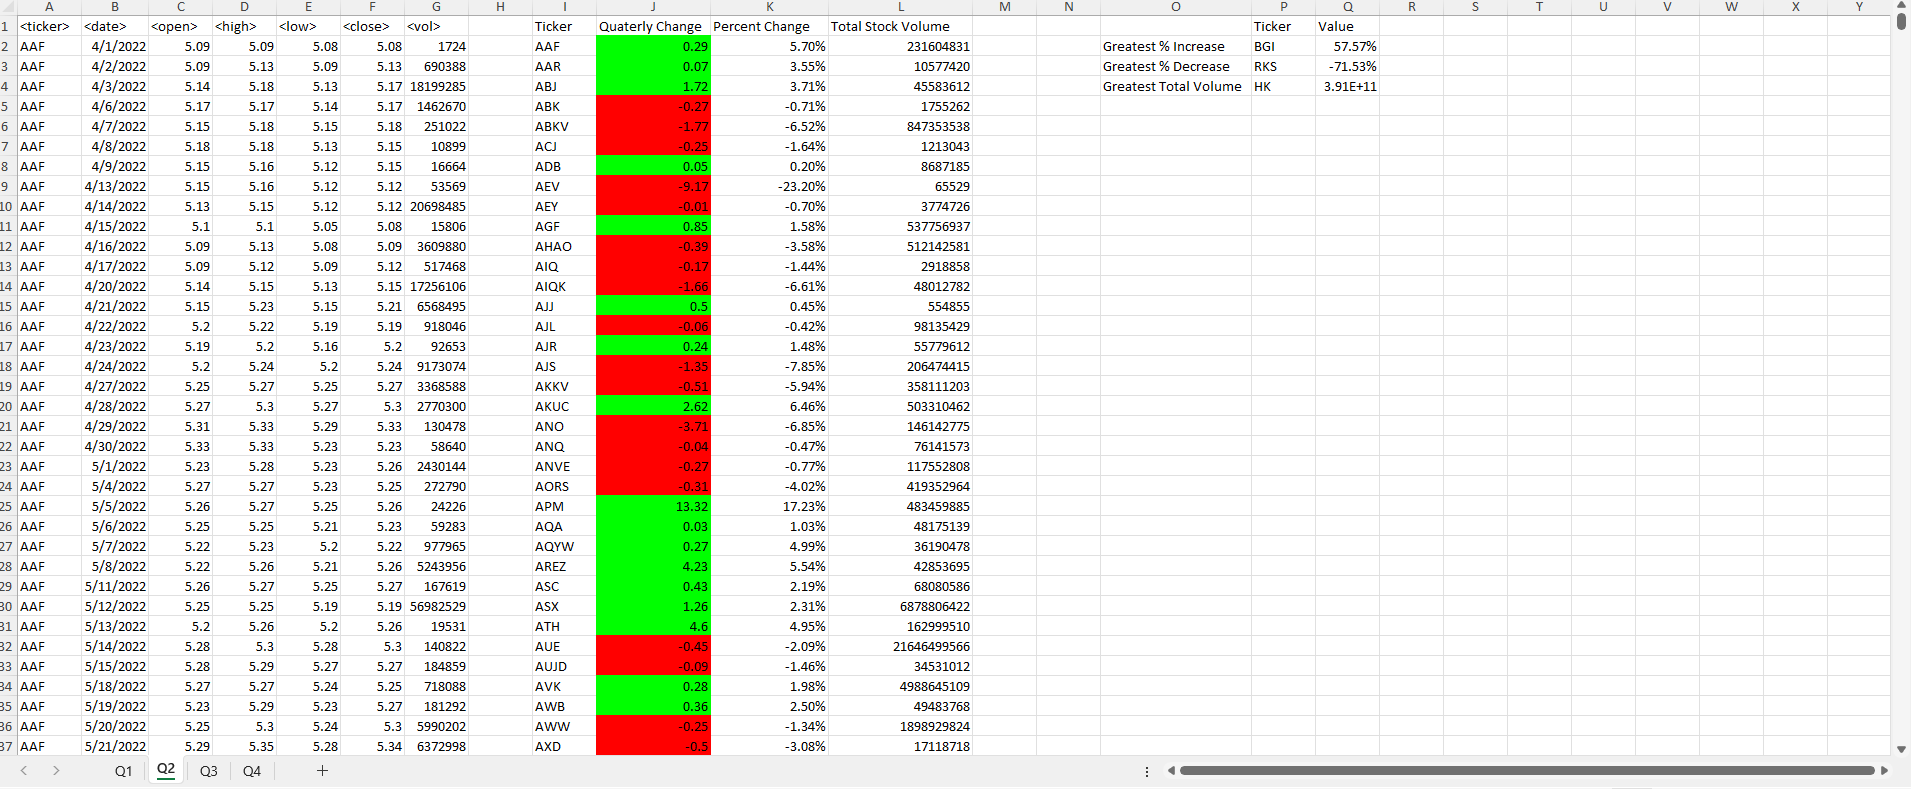 A B C D E F G H I J K L M N O P Q R S T U V W X Y
1 <ticker> <date> <open> <high> <low> <close> <vol> Ticker Quaterly Change Percent Change Total Stock Volume Ticker Value
2 AAF 4/1/2022 5.09 5.09 5.08 5.08 1724 AAF 0.29 5.70% 231604831 Greatest % Increase BGI 57.57%
3 AAF 4/2/2022 5.09 5.13 5.09 5.13 690388 AAR 0.07 3.55% 10577420 Greatest % Decrease RKS -71.53%
4 AAF 4/3/2022 5.14 5.18 5.13 5.17 18199285 ABJ 1.72 3.71% 45583612 Greatest Total Volume HK 3.91E+11
5 AAF 4/6/2022 5.17 5.17 5.14 5.17 1462670 ABK -0.27 -0.71% 1755262
6 AAF 4/7/2022 5.15 5.18 5.15 5.18 251022 ABKV -1.77 -6.52% 847353538
7 AAF 4/8/2022 5.18 5.18 5.13 5.15 10899 ACJ -0.25 -1.64% 1213043
8 AAF 4/9/2022 5.15 5.16 5.12 5.15 16664 ADB 0.05 0.20% 8687185
9 AAF 4/13/2022 5.15 5.16 5.12 5.12 53569 AEV -9.17 -23.20% 65529
10 AAF 4/14/2022 5.13 5.15 5.12 5.12 20698485 AEY -0.01 -0.70% 3774726
11 AAF 4/15/2022 5.1 5.1 5.05 5.08 15806 AGF 0.85 1.58% 537756937
12 AAF 4/16/2022 5.09 5.13 5.08 5.09 3609880 AHAO -0.39 -3.58% 512142581
13 AAF 4/17/2022 5.09 5.12 5.09 5.12 517468 AIQ -0.17 -1.44% 2918858
14 AAF 4/20/2022 5.14 5.15 5.13 5.15 17256106 AIQK -1.66 -6.61% 48012782
15 AAF 4/21/2022 5.15 5.23 5.15 5.21 6568495 AJJ 0.5 0.45% 554855
16 AAF 4/22/2022 5.2 5.22 5.19 5.19 918046 AJL -0.06 -0.42% 98135429
17 AAF 4/23/2022 5.19 5.2 5.16 5.2 92653 AJR 0.24 1.48% 55779612
18 AAF 4/24/2022 5.2 5.24 5.2 5.24 9173074 AJS -1.35 -7.85% 206474415
19 AAF 4/27/2022 5.25 5.27 5.25 5.27 3368588 AKKV -0.51 -5.94% 358111203
20 AAF 4/28/2022 5.27 5.3 5.27 5.3 2770300 AKUC 2.62 6.46% 503310462
21 AAF 4/29/2022 5.31 5.33 5.29 5.33 130478 ANO -3.71 -6.85% 146142775
22 AAF 4/30/2022 5.33 5.33 5.23 5.23 58640 ANQ -0.04 -0.47% 76141573
23 AAF 5/1/2022 5.23 5.28 5.23 5.26 2430144 ANVE -0.27 -0.77% 117552808
24 AAF 5/4/2022 5.27 5.27 5.23 5.25 272790 AORS -0.31 -4.02% 419352964
25 AAF 5/5/2022 5.26 5.27 5.25 5.26 24226 APM 13.32 17.23% 483459885
26 AAF 5/6/2022 5.25 5.25 5.21 5.23 59283 AQA 0.03 1.03% 48175139
27 AAF 5/7/2022 5.22 5.23 5.2 5.22 977965 AQYW 0.27 4.99% 36190478
28 AAF 5/8/2022 5.22 5.26 5.21 5.26 5243956 AREZ 4.23 5.54% 42853695
29 AAF 5/11/2022 5.26 5.27 5.25 5.27 167619 ASC 0.43 2.19% 68080586
30 AAF 5/12/2022 5.25 5.25 5.19 5.19 56982529 ASX 1.26 2.31% 6878806422
31 AAF 5/13/2022 5.2 5.26 5.2 5.26 19531 ATH 4.6 4.95% 162999510
32 AAF 5/14/2022 5.28 5.3 5.28 5.3 140822 AUE -0.45 -2.09% 21646499566
33 AAF 5/15/2022 5.28 5.29 5.27 5.27 184859 AUJD -0.09 -1.46% 34531012
34 AAF 5/18/2022 5.27 5.27 5.24 5.25 718088 AVK 0.28 1.98% 4988645109
35 AAF 5/19/2022 5.23 5.29 5.23 5.27 181292 AWB 0.36 2.50% 49483768
36 AAF 5/20/2022 5.25 5.3 5.24 5.3 5990202 AWW -0.25 -1.34% 1898929824
37 AAF 5/21/2022 5.29 5.35 5.28 5.34 6372998 AXD -0.5 -3.08% 17118718
Q1 Q2 Q3 Q4